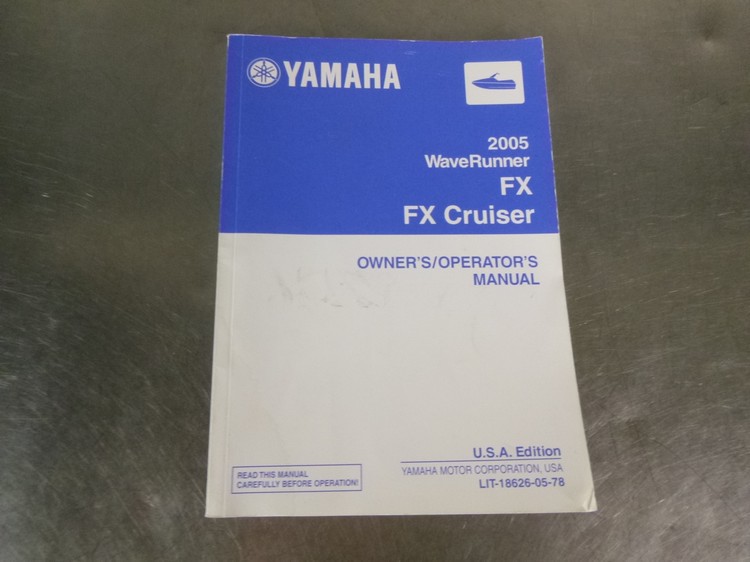 YAMAHA
2005
WaveRunner
FX
FX Cruiser
OWNER'S/OPERATOR'S
MANUAL
U.S.A. Edition
YAMAHA MOTOR CORPORATION, USA
LIT-18626-05-78
READ THIS MANUAL
CAREFULLY BEFORE OPERATION!